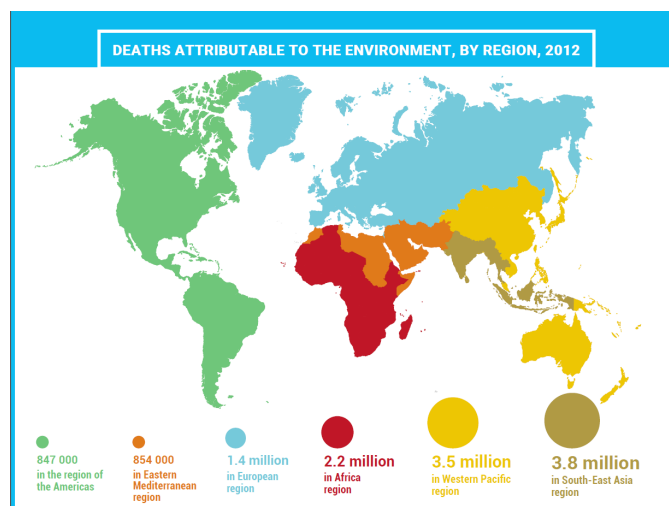 DEATHS ATTRIBUTABLE TO THE ENVIRONMENT, BY REGION, 2012
847 000
in the region of
the Americas
854 000
in Eastern
Mediterranean
region
1.4 million
in European
region
2.2 million
in Africa
region
3.5 million
in Western Pacific
region
3.8 million
in South-East Asia
region